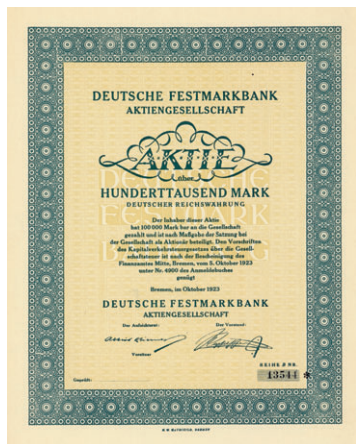 DEUTSCHE FESTMARKBANK
AKTIENGESELLSCHAFT
AKTIE
über
HUNDERTTAUSEND MARK
DEUTSCHER REICHSWÄHRUNG
Der Inhaber dieser Aktie
hat 100 000 Mark bar an die Gesellschaft
gezahlt und ist nach Maßgabe der Satzung bei
der Gesellschaft als Aktionär beteiligt. Den Vorschriften
des Kapitalverkehrsteuergesetzes über die Gesell-
schaftsteuer ist nach der Bescheinigung des
Finanzamtes Mitte, Bremen, vom 5. Oktober 1923
unter Nr. 4900 des Anmeldebuches
genügt
Bremen, im Oktober 1923
DEUTSCHE FESTMARKBANK
AKTIENGESELLSCHAFT
Der Aufsichtsrat: Der Vorstand:
Vorsitzer
REIHE B NR.
13544 *
Geprüft: